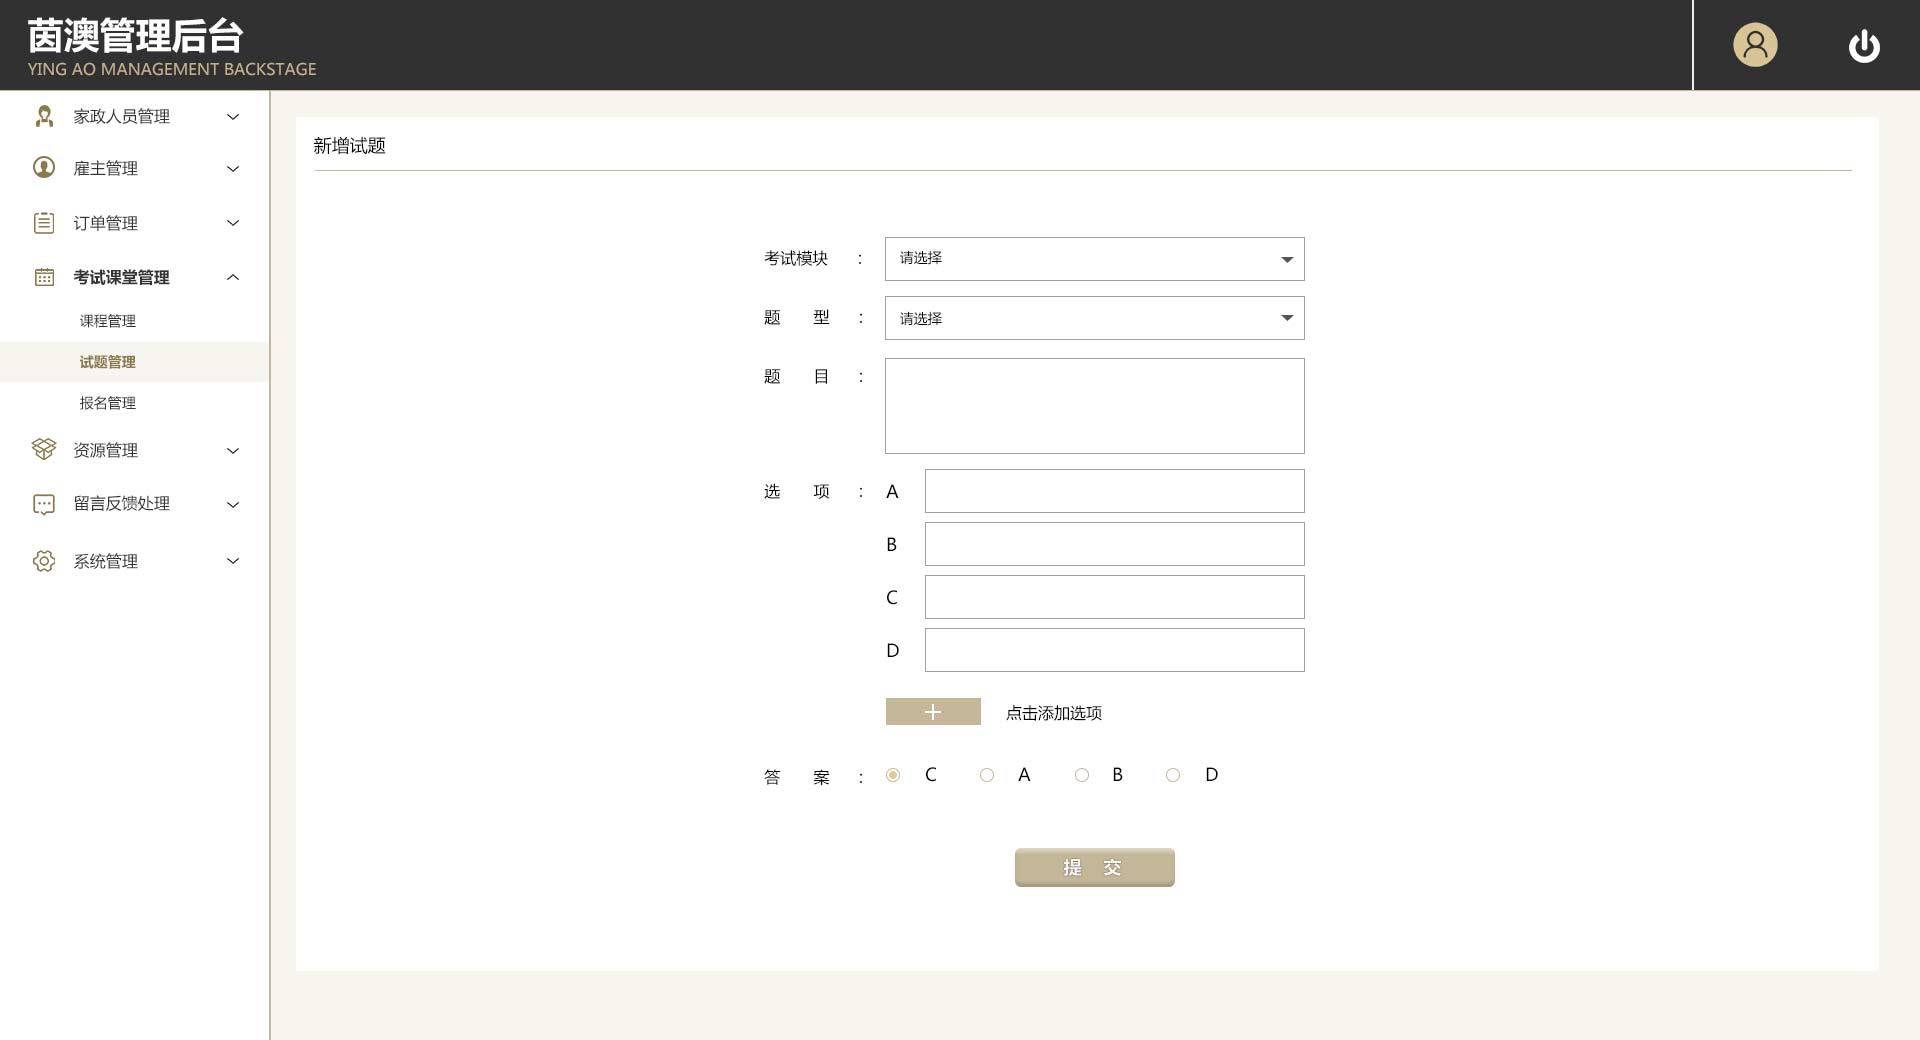 茵澳管理后台
YING AO MANAGEMENT BACKSTAGE
家政人员管理
雇主管理
订单管理
考试课堂管理
课程管理
试题管理
报名管理
资源管理
留言反馈处理
系统管理
新增试题
考试模块 : 请选择
题 型 : 请选择
题 目 :
选 项 : A
B
C
D
点击添加选项
答 案 : C A B D
提 交